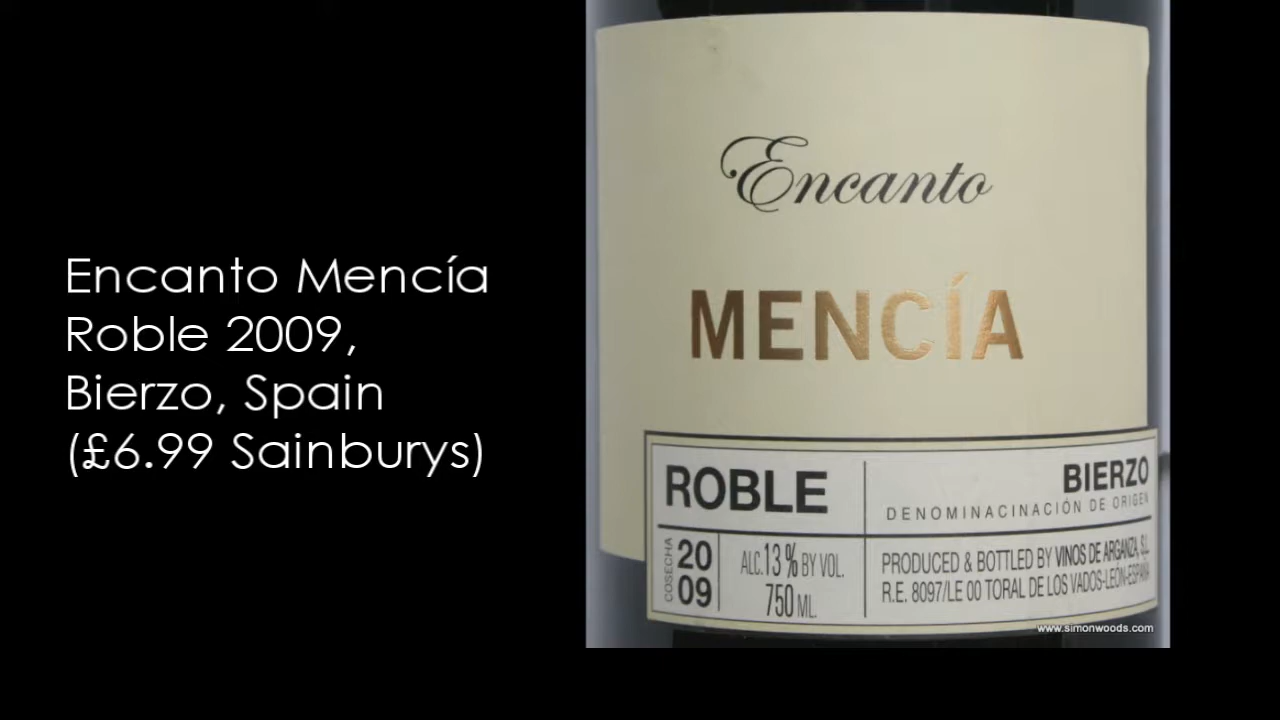 Encanto Mencía
Roble 2009,
Bierzo, Spain
(£6.99 Sainburys)
Encanto
MENCÍA
ROBLE
BIERZO
DENOMINACINACIÓN DE ORIGEN
COSECHA
20
09
ALC.13 % BY VOL.
750 ML.
PRODUCED & BOTTLED BY VINOS DE ARGANZA, S.L.
R.E. 8097/LE 00 TORAL DE LOS VADOS-LEÓN-ESPAÑA
www.simonwoods.com